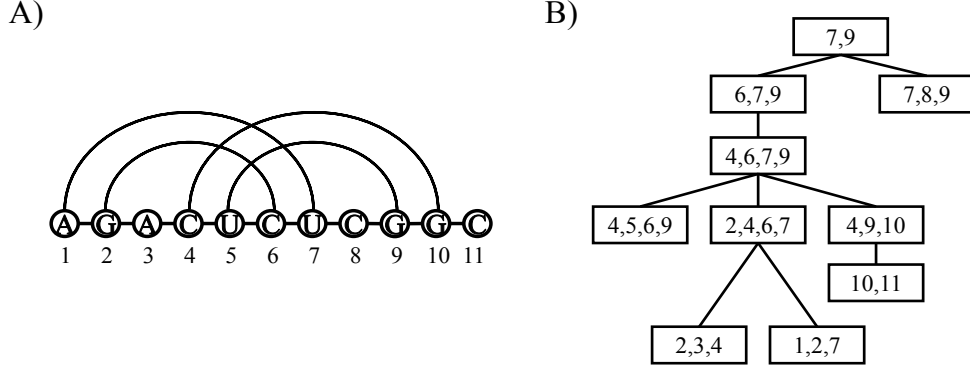 A)
A G A C U C U C G G C
1 2 3 4 5 6 7 8 9 10 11
B)
7,9
6,7,9 7,8,9
4,6,7,9
4,5,6,9 2,4,6,7 4,9,10
10,11
2,3,4 1,2,7